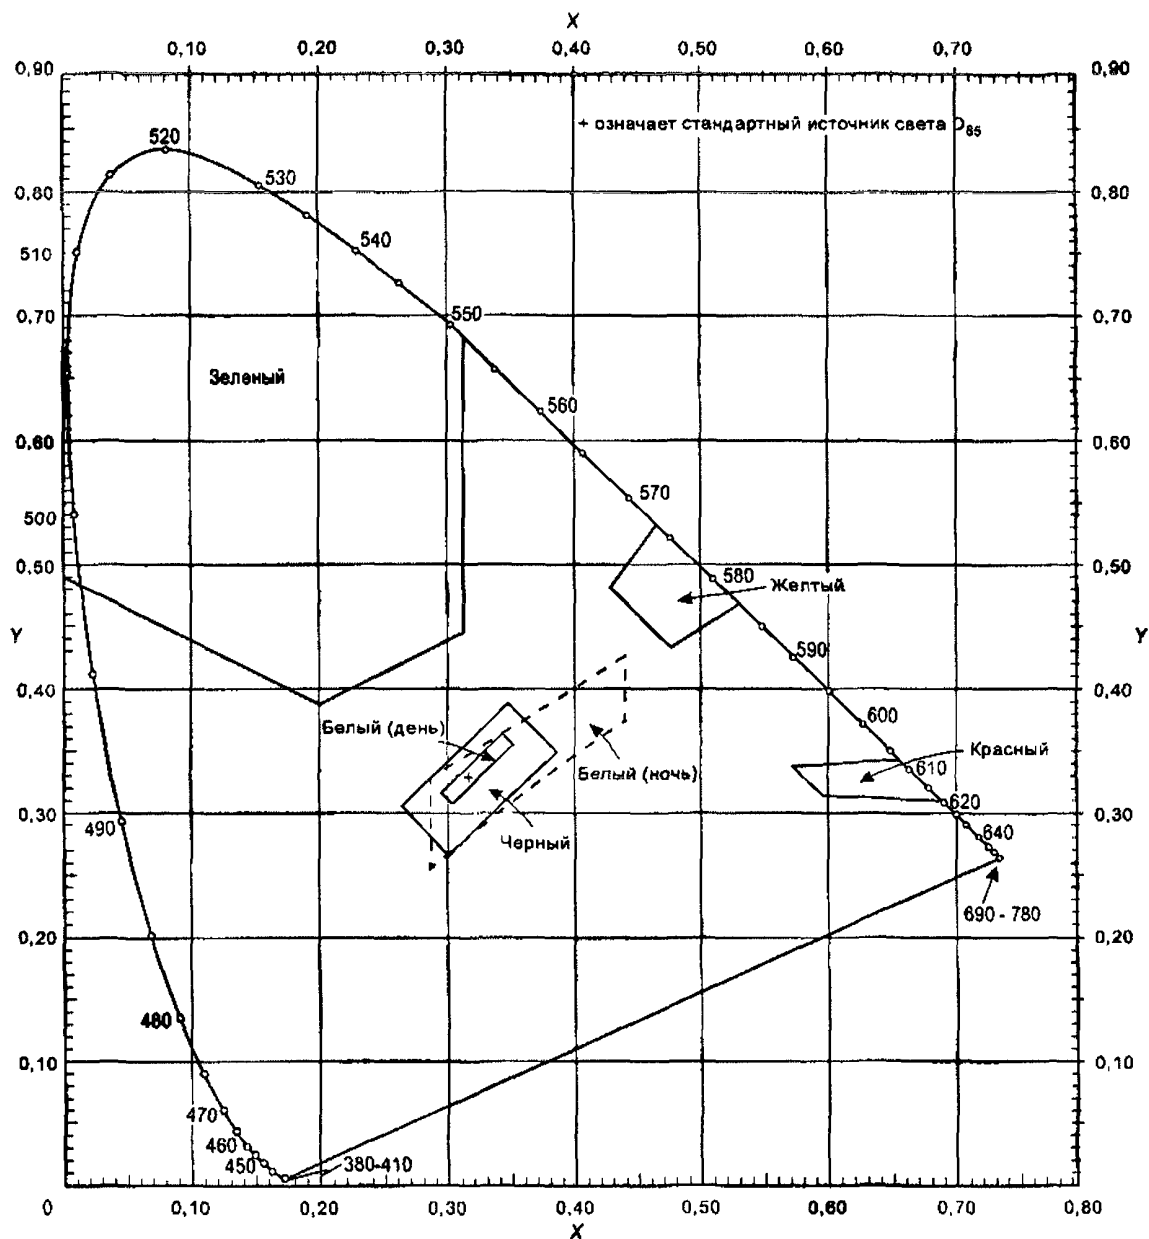 X
0,10 0,20 0,30 0,40 0,50 0,60 0,70
0,90 0,90
+ означает стандартный источник света D65
520
530
0,80 0,80
540
510
550
0,70 0,70
Зеленый
560
0,60 0,60
570
500
0,50 580 0,50
Желтый
Y 590 Y
0,40 0,40
600
Белый (день)
Красный
610
Белый (ночь)
620
0,30 0,30
490 640
Черный
690 - 780
0,20 0,20
480
0,10 0,10
470
460
450 380-410
0 0,10 0,20 0,30 0,40 0,50 0,60 0,70 0,80
X